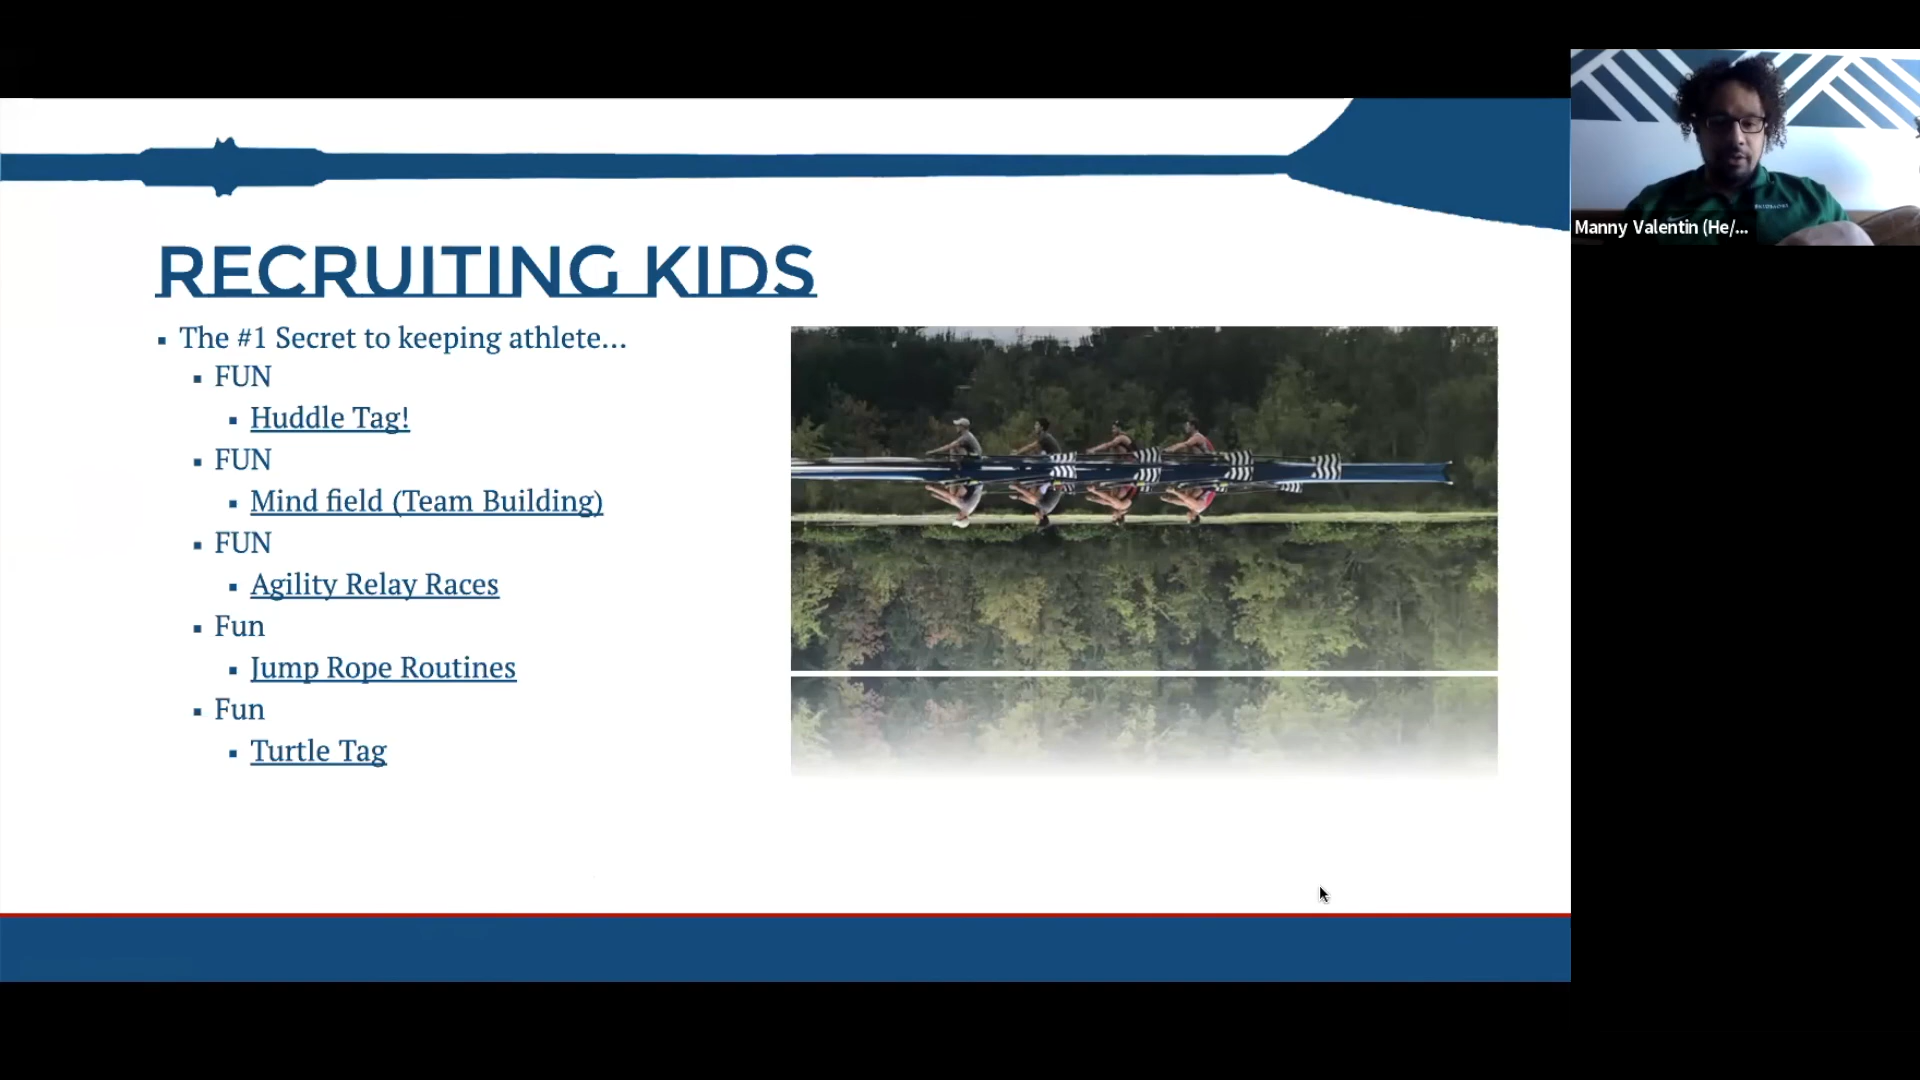 RECRUITING KIDS
The #1 Secret to keeping athlete...
FUN
Huddle Tag!
FUN
Mind field (Team Building)
FUN
Agility Relay Races
Fun
Jump Rope Routines
Fun
Turtle Tag
Manny Valentin (He/...